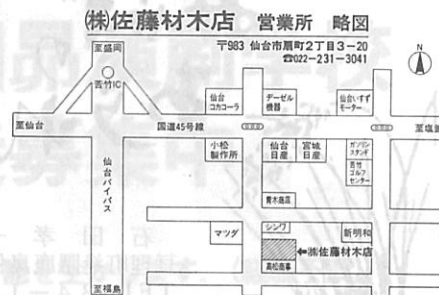 ㈱佐藤材木店 営業所 略図
〒983 仙台市扇町2丁目3-20
☎022-231-3041
N
至盛岡
苦竹IC
仙台コカコーラ
デーゼル機器
仙台いすゞモーター
至仙台
国道45号線
至塩釜
小松製作所
仙台日産
宮城日産
ガソリンスタンド
苦竹ゴルフセンター
仙台バイパス
青木商店
マツダ
シンワ
新明和
←㈱佐藤材木店
高松商事
至福島